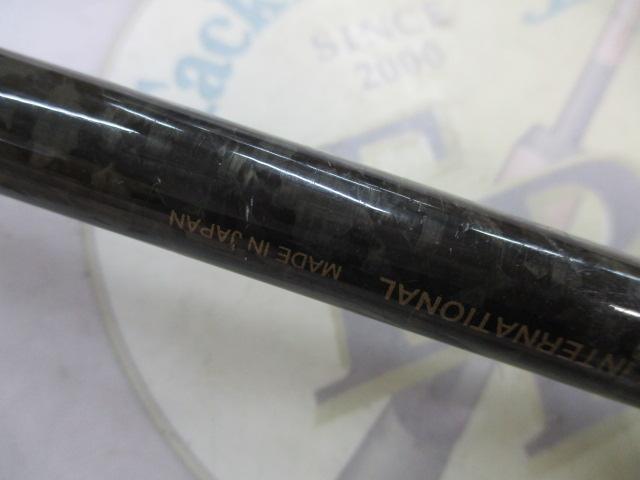 SINCE
2000
INTERNATIONAL
MADE IN JAPAN